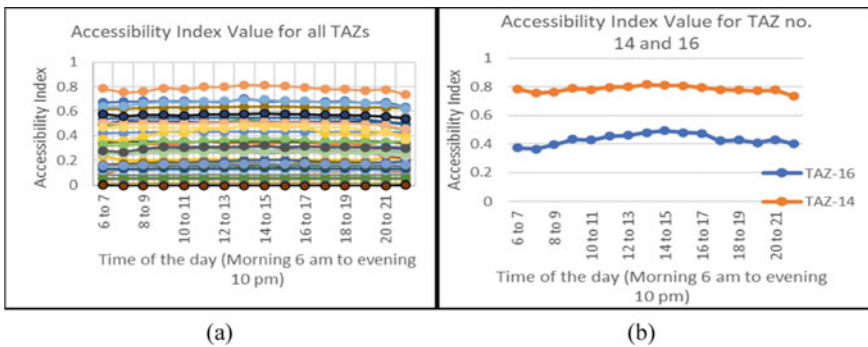 Accessibility Index Value for all TAZs
Accessibility Index
1
0.8
0.6
0.4
0.2
0
6 to 7
8 to 9
10 to 11
12 to 13
14 to 15
16 to 17
18 to 19
20 to 21
Time of the day (Morning 6 am to evening
10 pm)
(a)
Accessibility Index Value for TAZ no.
14 and 16
Accessibility Index
1
0.8
0.6
0.4
0.2
0
6 to 7
8 to 9
10 to 11
12 to 13
14 to 15
16 to 17
18 to 19
20 to 21
TAZ-16
TAZ-14
Time of the day (Morning 6 am to evening
10 pm)
(b)